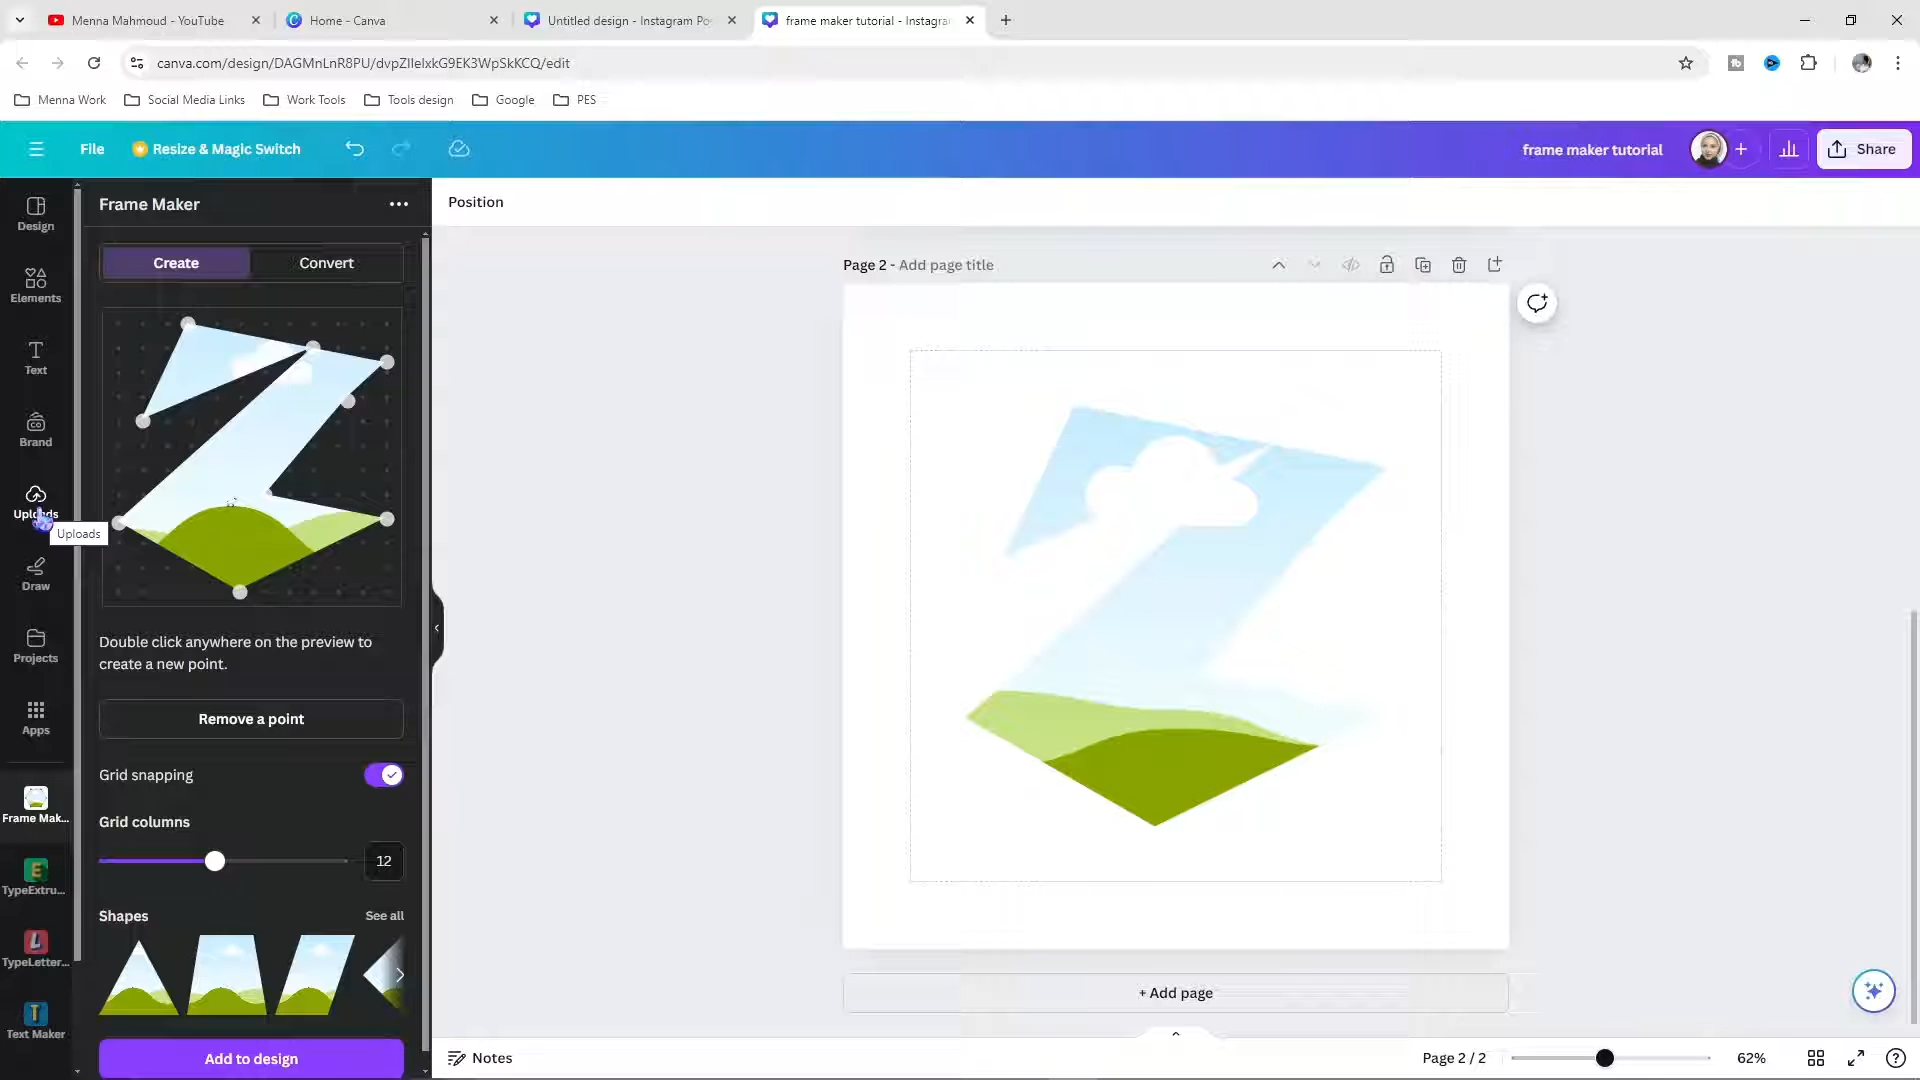 Menna Mahmoud - YouTube
Home - Canva
Untitled design - Instagram Po
frame maker tutorial - Instagra
canva.com/design/DAGMnLnR8PU/dvpZIlelxkG9EK3WpSkKCQ/edit
Menna Work
Social Media Links
Work Tools
Tools design
Google
PES
File
Resize & Magic Switch
frame maker tutorial
Share
Design
Elements
Text
Brand
Uploads
Uploads
Draw
Projects
Apps
Frame Mak...
TypeExtru...
TypeLetter...
Text Maker
Frame Maker
Create
Convert
Double click anywhere on the preview to
create a new point.
Remove a point
Grid snapping
Grid columns
12
Shapes
See all
Add to design
Position
Page 2 - Add page title
+ Add page
Notes
Page 2 / 2
62%